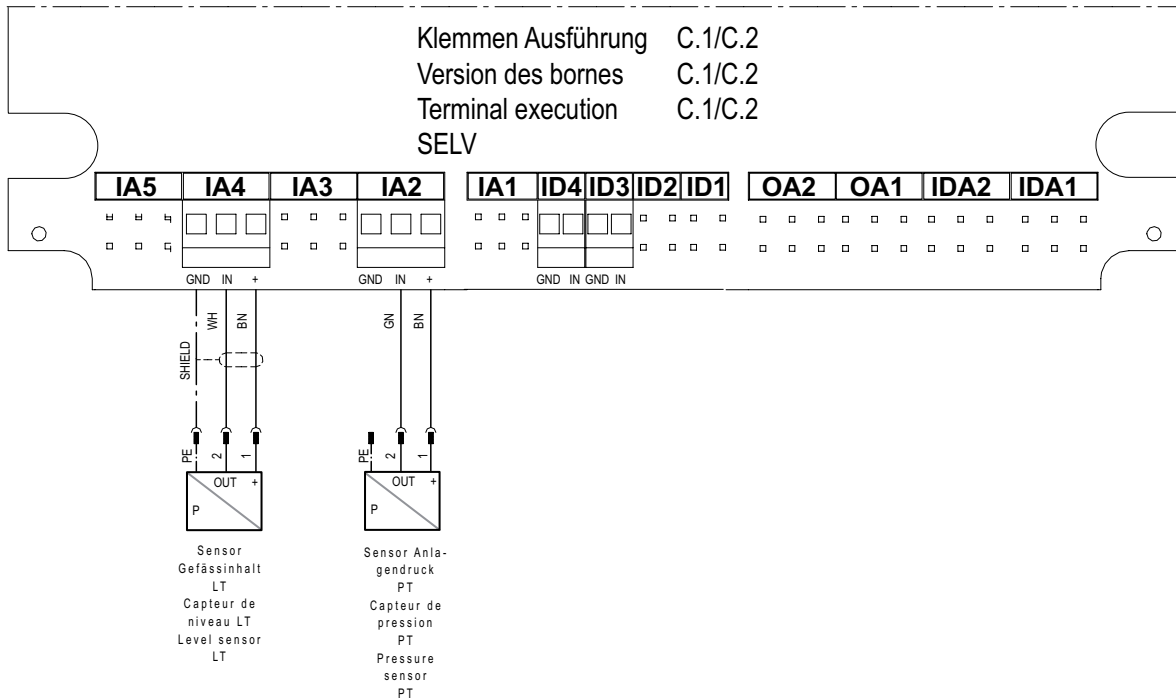 Klemmen Ausführung C.1/C.2
Version des bornes C.1/C.2
Terminal execution C.1/C.2
SELV
IA5 IA4 IA3 IA2 IA1 ID4 ID3 ID2 ID1 OA2 OA1 IDA2 IDA1
GND IN + GND IN + GND IN GND IN
SHIELD WH BN GN BN
PE 2 1 PE 2 1
OUT + OUT +
P P
Sensor
Gefässinhalt
LT
Capteur de
niveau LT
Level sensor
LT
Sensor Anla-
gendruck
PT
Capteur de
pression
PT
Pressure
sensor
PT